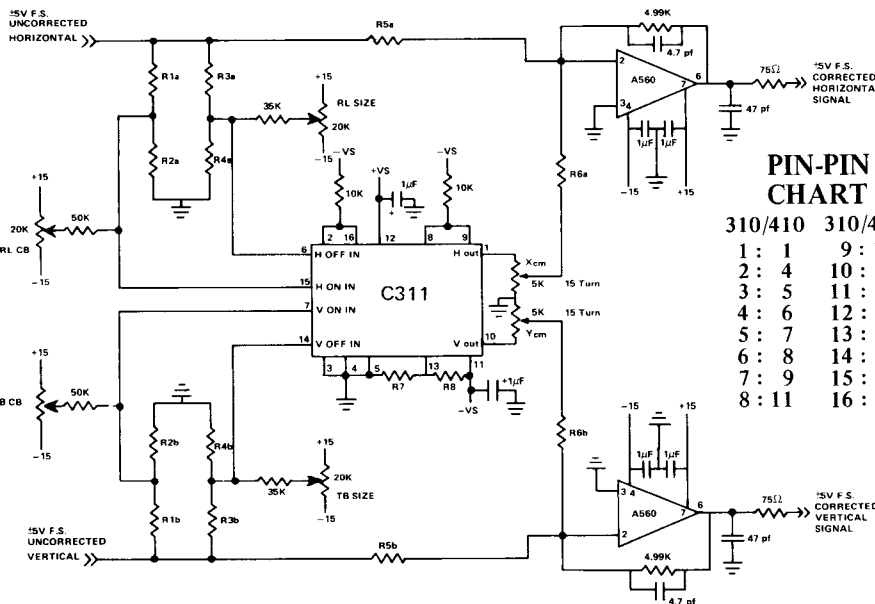 ±5V F.S.
UNCORRECTED
HORIZONTAL
R5a
4.99K
4.7 pf
2
6
A560
3
4
7
75Ω
±5V F.S.
CORRECTED
HORIZONTA
SIGNAL
47 pf
1µF
1µF
-15
+15
R1a
R3a
+15
RL SIZE
35K
20K
-15
R2a
R4a
-VS
10K
+VS
1µF
+
-VS
10K
R6a
+15
20K
RL CB
50K
-15
2
16
12
8
9
6
H OFF IN
H out
1
15
H ON IN
7
V ON IN
C311
14
V OFF IN
V out
10
3
4
5
13
11
R7
R8
+1µF
-VS
Xcm
5K
15 Turn
5K
15 Turn
Ycm
PIN-PIN
CHART
310/410 310/4
1 : 1 9 :
2 : 4 10 :
3 : 5 11 :
4 : 6 12 :
5 : 7 13 :
6 : 8 14 :
7 : 9 15 :
8 : 11 16 :
+15
B CB
50K
-15
R2b
R4b
+15
20K
35K
TB SIZE
-15
R1b
R3b
R6b
-15
+15
1µF
1µF
3
4
A560
7
6
2
75Ω
±5V F.S.
CORRECTED
VERTICAL
SIGNAL
47 pf
4.99K
4.7 pf
±5V F.S.
UNCORRECTED
VERTICAL
R5b